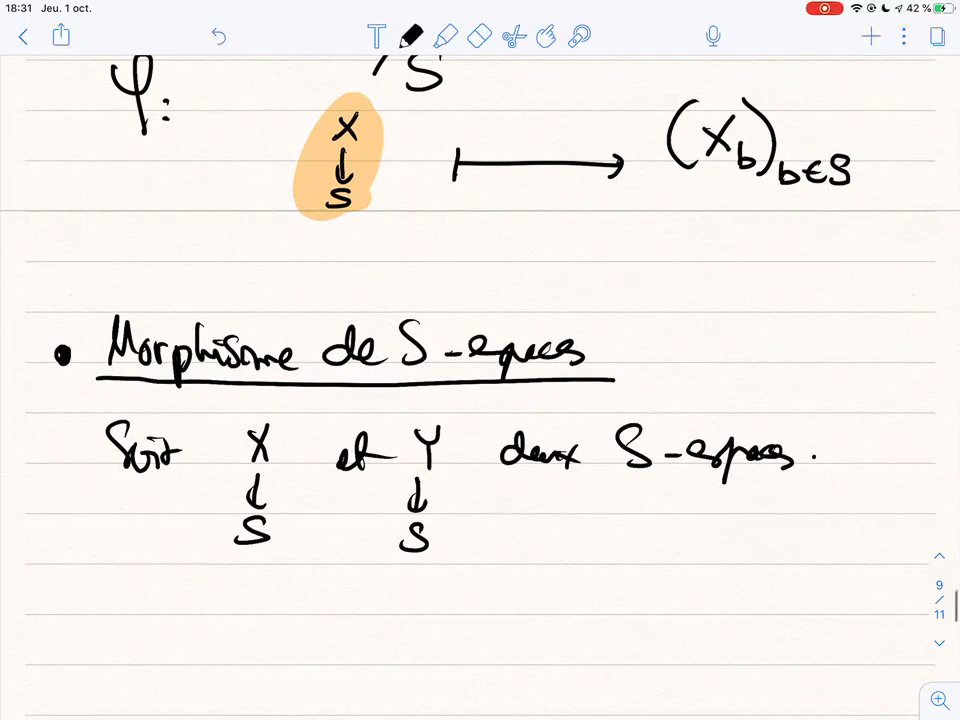 18:31 Jeu. 1 oct. 42 %
φ: /S
X
↓
S ⟼ (X_b)_{b∈S}
• Morphisme de S-espaces
Soit X et Y deux S-espaces.
↓ ↓
S S
9
/
11